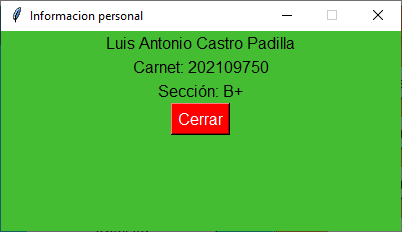 Informacion personal
Luis Antonio Castro Padilla
Carnet: 202109750
Sección: B+
Cerrar